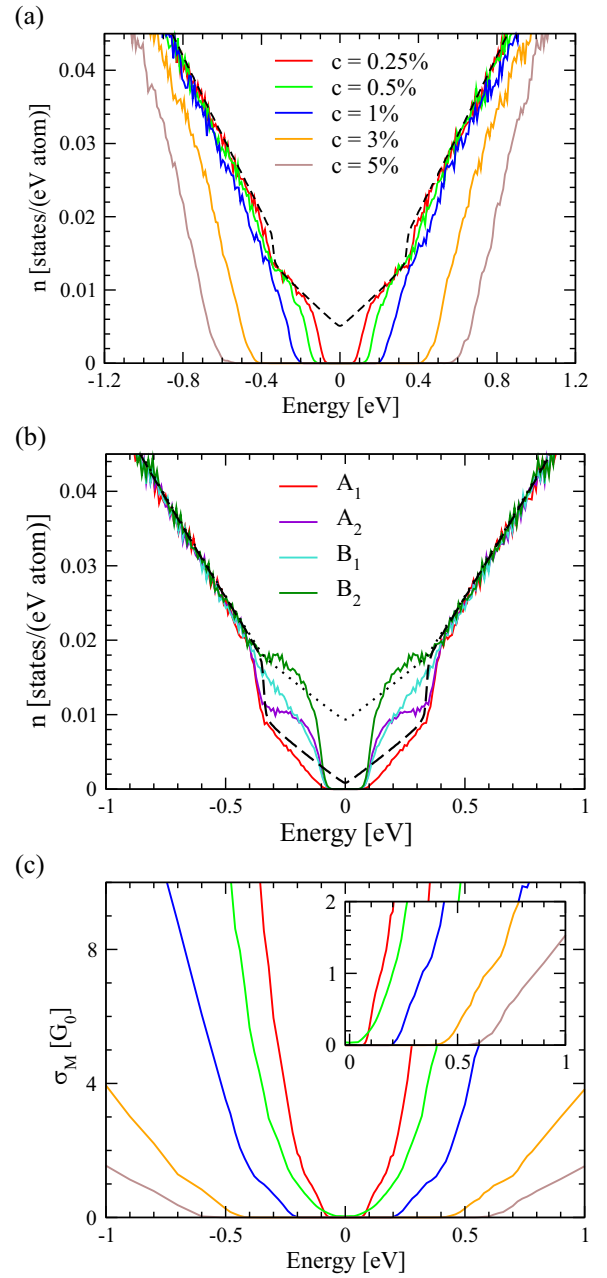 (a)
0.04
0.03
0.02
0.01
0
n [states/(eV atom)]
c = 0.25%
c = 0.5%
c = 1%
c = 3%
c = 5%
-1.2 -0.8 -0.4 0 0.4 0.8 1.2
Energy [eV]
(b)
0.04
0.03
0.02
0.01
0
n [states/(eV atom)]
A₁
A₂
B₁
B₂
-1 -0.5 0 0.5 1
Energy [eV]
(c)
8
4
0
σ_M [G₀]
2
1
0
0 0.5 1
-1 -0.5 0 0.5 1
Energy [eV]